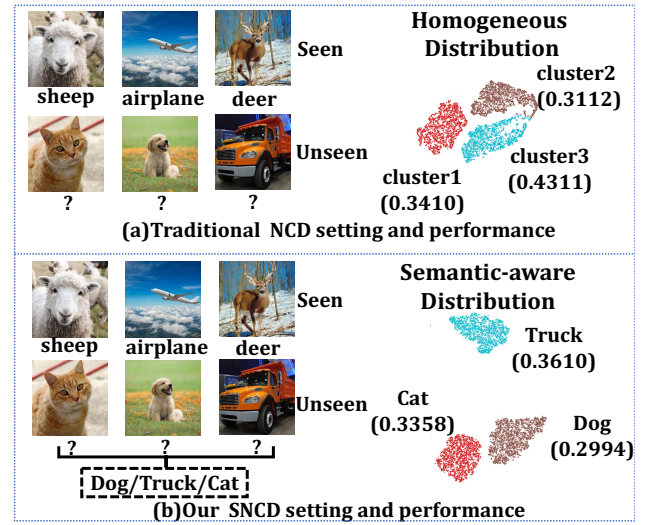 Homogeneous
Distribution
Seen
sheep airplane deer
cluster2
(0.3112)
Unseen
cluster3
(0.4311)
cluster1
(0.3410)
? ? ?
(a)Traditional NCD setting and performance
Semantic-aware
Distribution
Seen
sheep airplane deer
Truck
(0.3610)
Unseen
Cat
(0.3358)
Dog
(0.2994)
? ? ?
Dog/Truck/Cat
(b)Our SNCD setting and performance